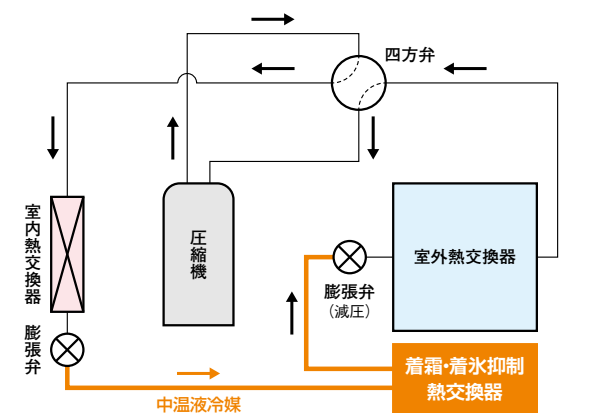 四方弁
室内熱交換器
圧縮機
室外熱交換器
膨張弁
（減圧）
膨張弁
着霜・着氷抑制
熱交換器
中温液冷媒